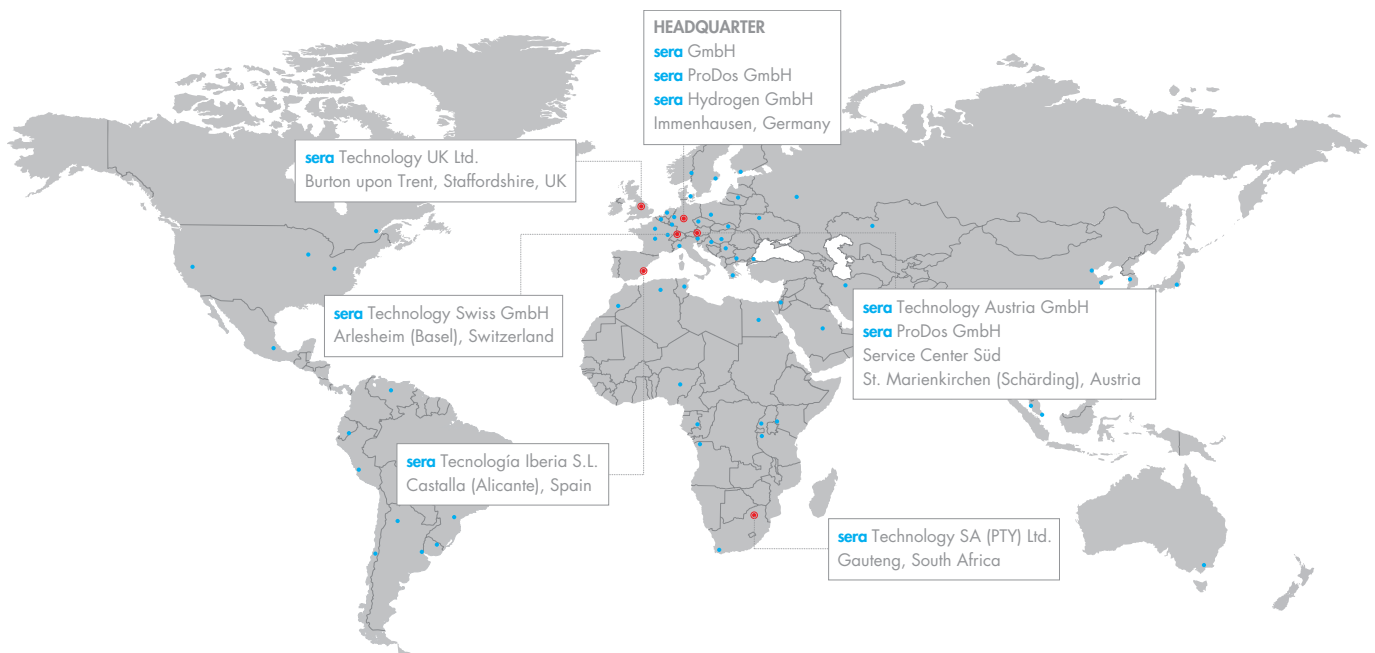 HEADQUARTER
sera GmbH
sera ProDos GmbH
sera Hydrogen GmbH
Immenhausen, Germany
sera Technology UK Ltd.
Burton upon Trent, Staffordshire, UK
sera Technology Swiss GmbH
Arlesheim (Basel), Switzerland
sera Technology Austria GmbH
sera ProDos GmbH
Service Center Süd
St. Marienkirchen (Schärding), Austria
sera Tecnología Iberia S.L.
Castalla (Alicante), Spain
sera Technology SA (PTY) Ltd.
Gauteng, South Africa